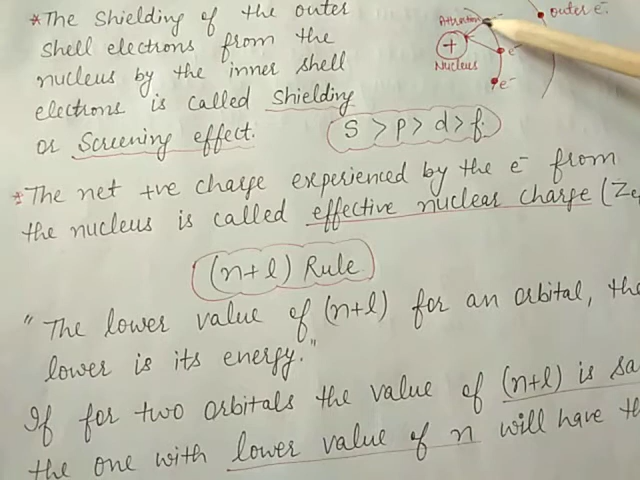 *The Shielding of the outer
shell electrons from the
nucleus by the inner shell
electrons is called Shielding
or Screening effect.
Attraction
outer e⁻.
+
e⁻
Nucleus
e⁻
S > P > d > f.
*The net +ve charge experienced by the e⁻ from
the nucleus is called effective nuclear charge (Ze
(n+l) Rule
"The lower value of (n+l) for an orbital, the
lower is its energy."
If for two orbitals the value of (n+l) is sa
the one with lower value of n will have th